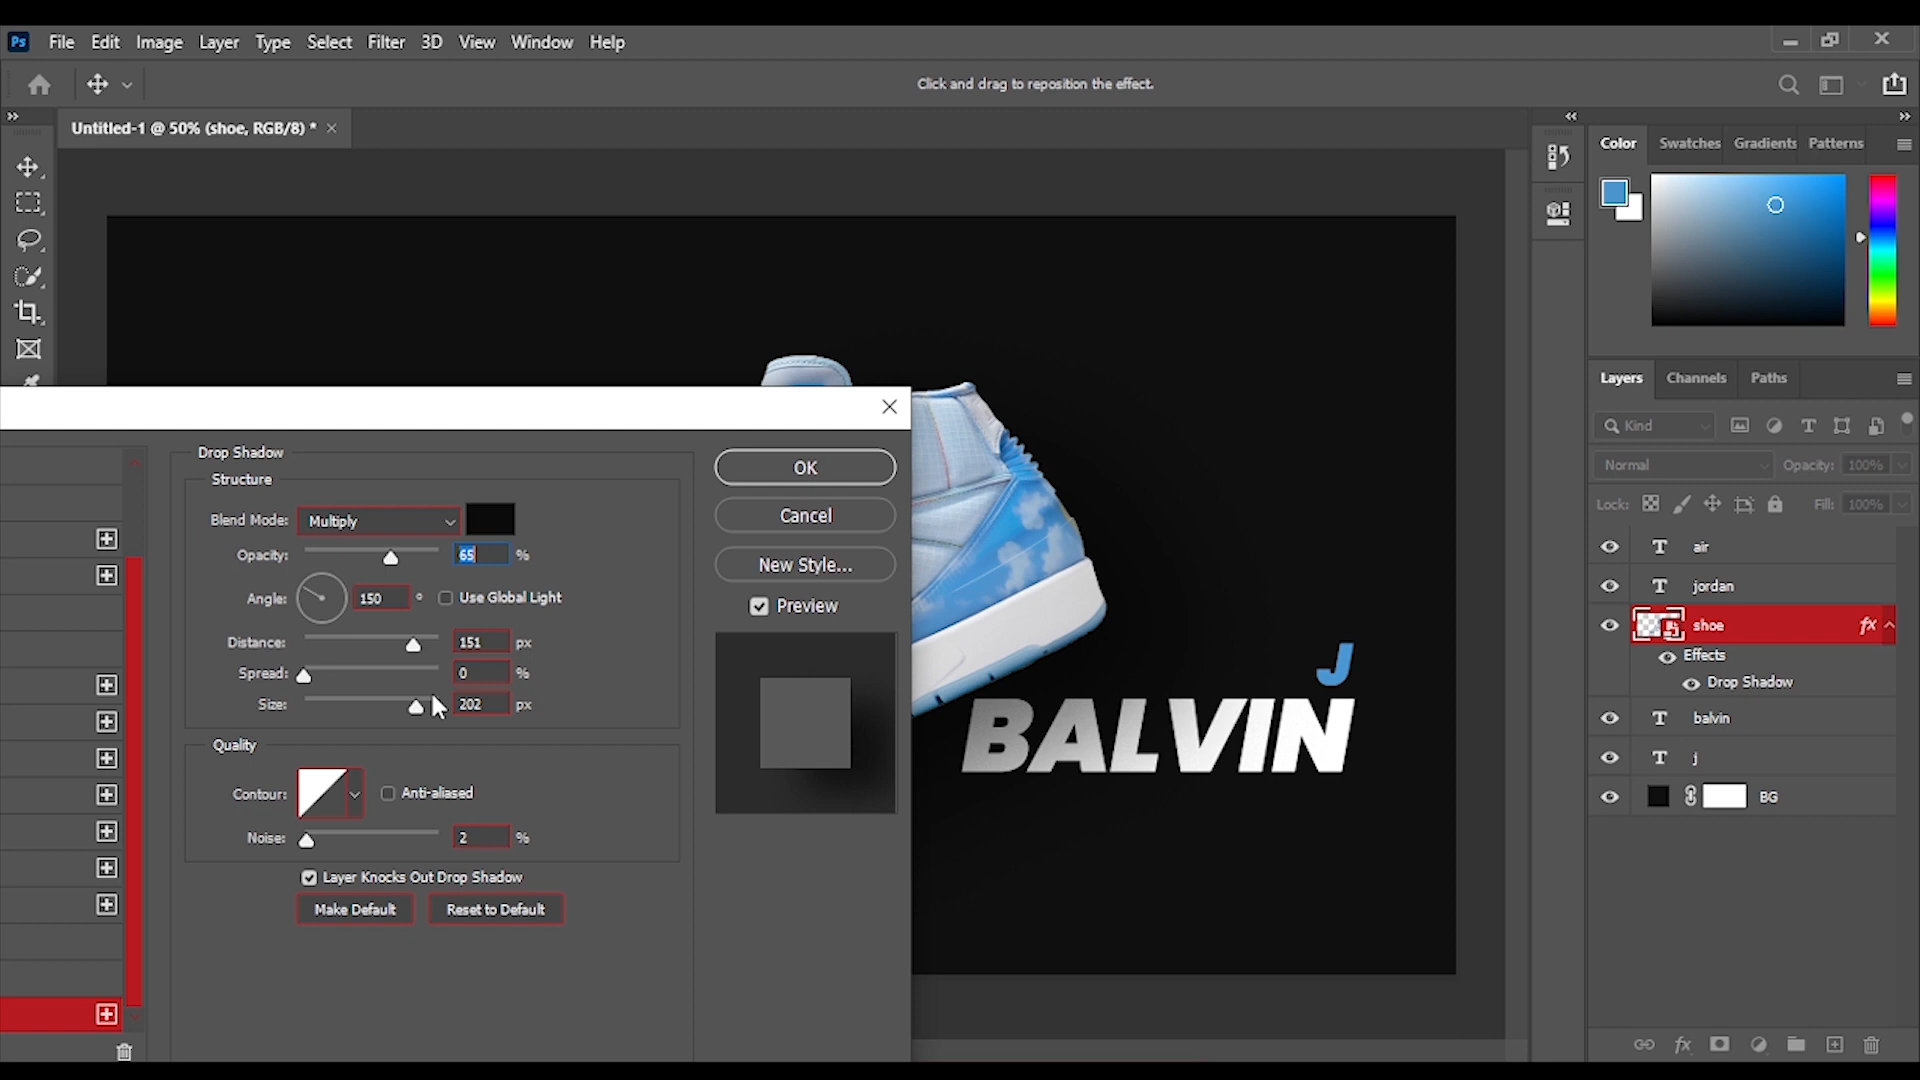 Ps File Edit Image Layer Type Select Filter 3D View Window Help
Click and drag to reposition the effect.
Untitled-1 @ 50% (shoe, RGB/8) * ×
Color Swatches Gradients Patterns
Layers Channels Paths
Kind
Normal Opacity: 100%
Lock: Fill: 100%
T air
T jordan
shoe fx
Effects
Drop Shadow
T balvin
T j
BG
fx
Drop Shadow
Structure
Blend Mode: Multiply
Opacity: 65 %
Angle: 150 ° Use Global Light
Distance: 151 px
Spread: 0 %
Size: 202 px
Quality
Contour: Anti-aliased
Noise: 2 %
Layer Knocks Out Drop Shadow
Make Default Reset to Default
OK
Cancel
New Style...
Preview
J
BALVIN